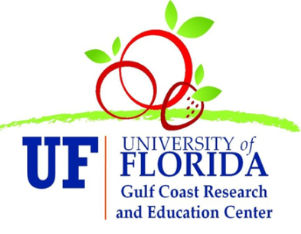 UF
UNIVERSITY of
FLORIDA
Gulf Coast Research
and Education Center